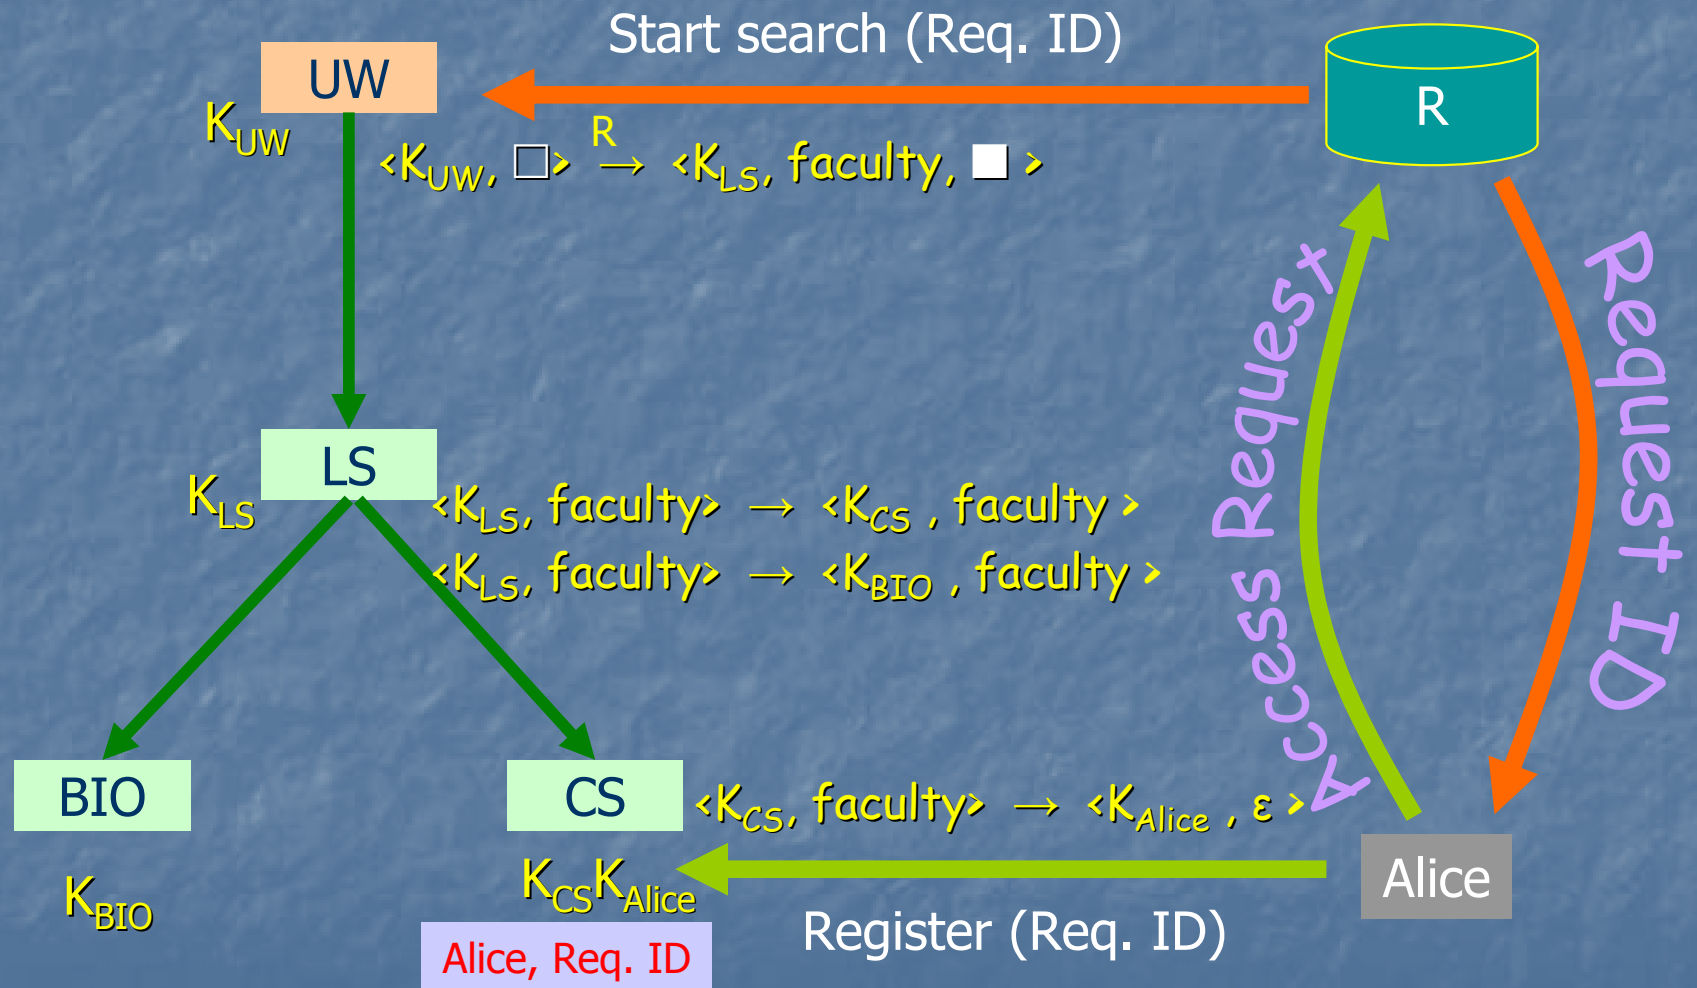 Start search (Req. ID)
UW
R
K_UW
R
<K_UW, □> → <K_LS, faculty, ■ >
Access Request
Request ID
LS
K_LS
<K_LS, faculty> → <K_CS , faculty >
<K_LS, faculty> → <K_BIO , faculty >
BIO
CS
<K_CS, faculty> → <K_Alice , ε >
K_BIO
K_CS K_Alice
Alice
Register (Req. ID)
Alice, Req. ID